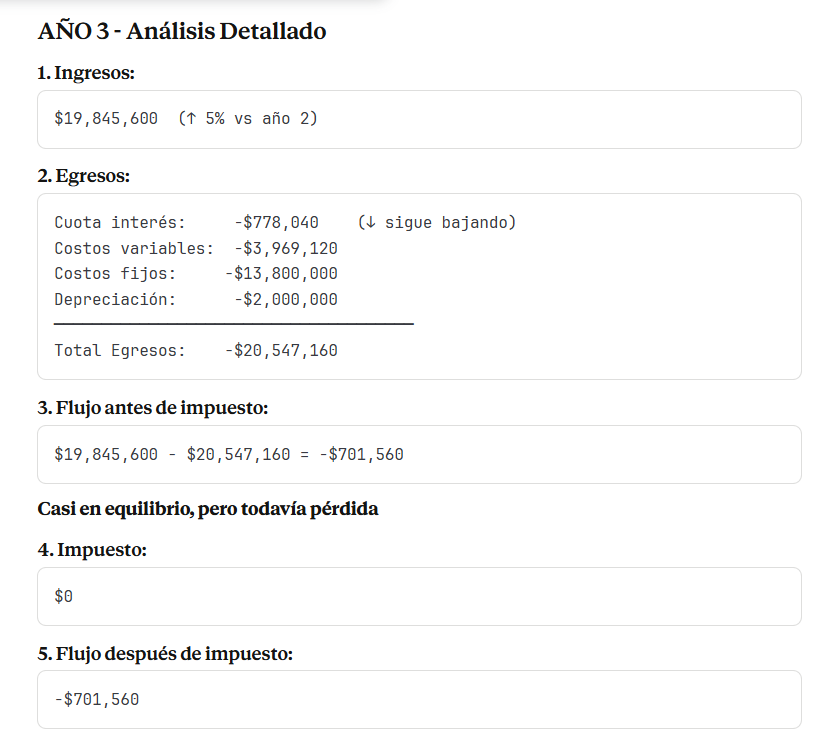 AÑO 3 - Análisis Detallado
1. Ingresos:
$19,845,600  (↑ 5% vs año 2)
2. Egresos:
Cuota interés:     -$778,040    (↓ sigue bajando)
Costos variables:  -$3,969,120
Costos fijos:     -$13,800,000
Depreciación:      -$2,000,000
Total Egresos:    -$20,547,160
3. Flujo antes de impuesto:
$19,845,600 - $20,547,160 = -$701,560
Casi en equilibrio, pero todavía pérdida
4. Impuesto:
$0
5. Flujo después de impuesto:
-$701,560